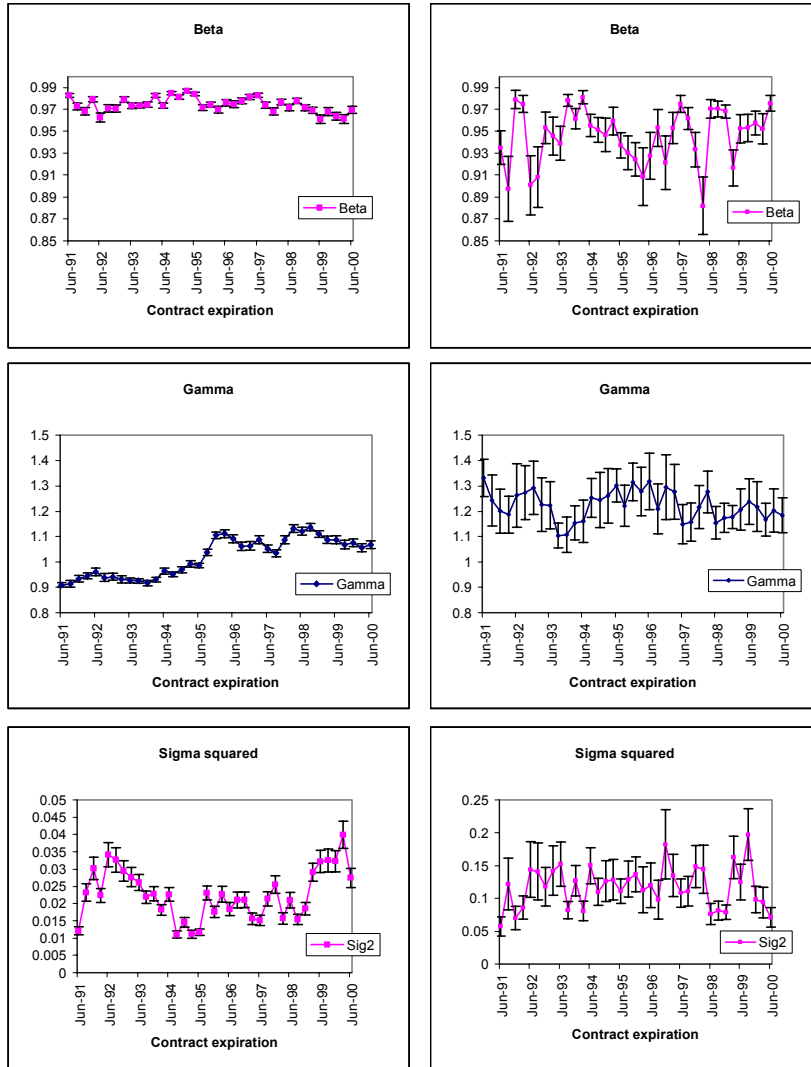 Beta
0.99
0.97
0.95
0.93
0.91
0.89
0.87
0.85
Beta
Jun-91
Jun-92
Jun-93
Jun-94
Jun-95
Jun-96
Jun-97
Jun-98
Jun-99
Jun-00
Contract expiration
Beta
0.99
0.97
0.95
0.93
0.91
0.89
0.87
0.85
Beta
Jun-91
Jun-92
Jun-93
Jun-94
Jun-95
Jun-96
Jun-97
Jun-98
Jun-99
Jun-00
Contract expiration
Gamma
1.5
1.4
1.3
1.2
1.1
1
0.9
0.8
Gamma
Jun-91
Jun-92
Jun-93
Jun-94
Jun-95
Jun-96
Jun-97
Jun-98
Jun-99
Jun-00
Contract expiration
Gamma
1.5
1.4
1.3
1.2
1.1
1
0.9
0.8
Gamma
Jun-91
Jun-92
Jun-93
Jun-94
Jun-95
Jun-96
Jun-97
Jun-98
Jun-99
Jun-00
Contract expiration
Sigma squared
0.05
0.045
0.04
0.035
0.03
0.025
0.02
0.015
0.01
0.005
0
Sig2
Jun-91
Jun-92
Jun-93
Jun-94
Jun-95
Jun-96
Jun-97
Jun-98
Jun-99
Jun-00
Contract expiration
Sigma squared
0.25
0.2
0.15
0.1
0.05
0
Sig2
Jun-91
Jun-92
Jun-93
Jun-94
Jun-95
Jun-96
Jun-97
Jun-98
Jun-99
Jun-00
Contract expiration